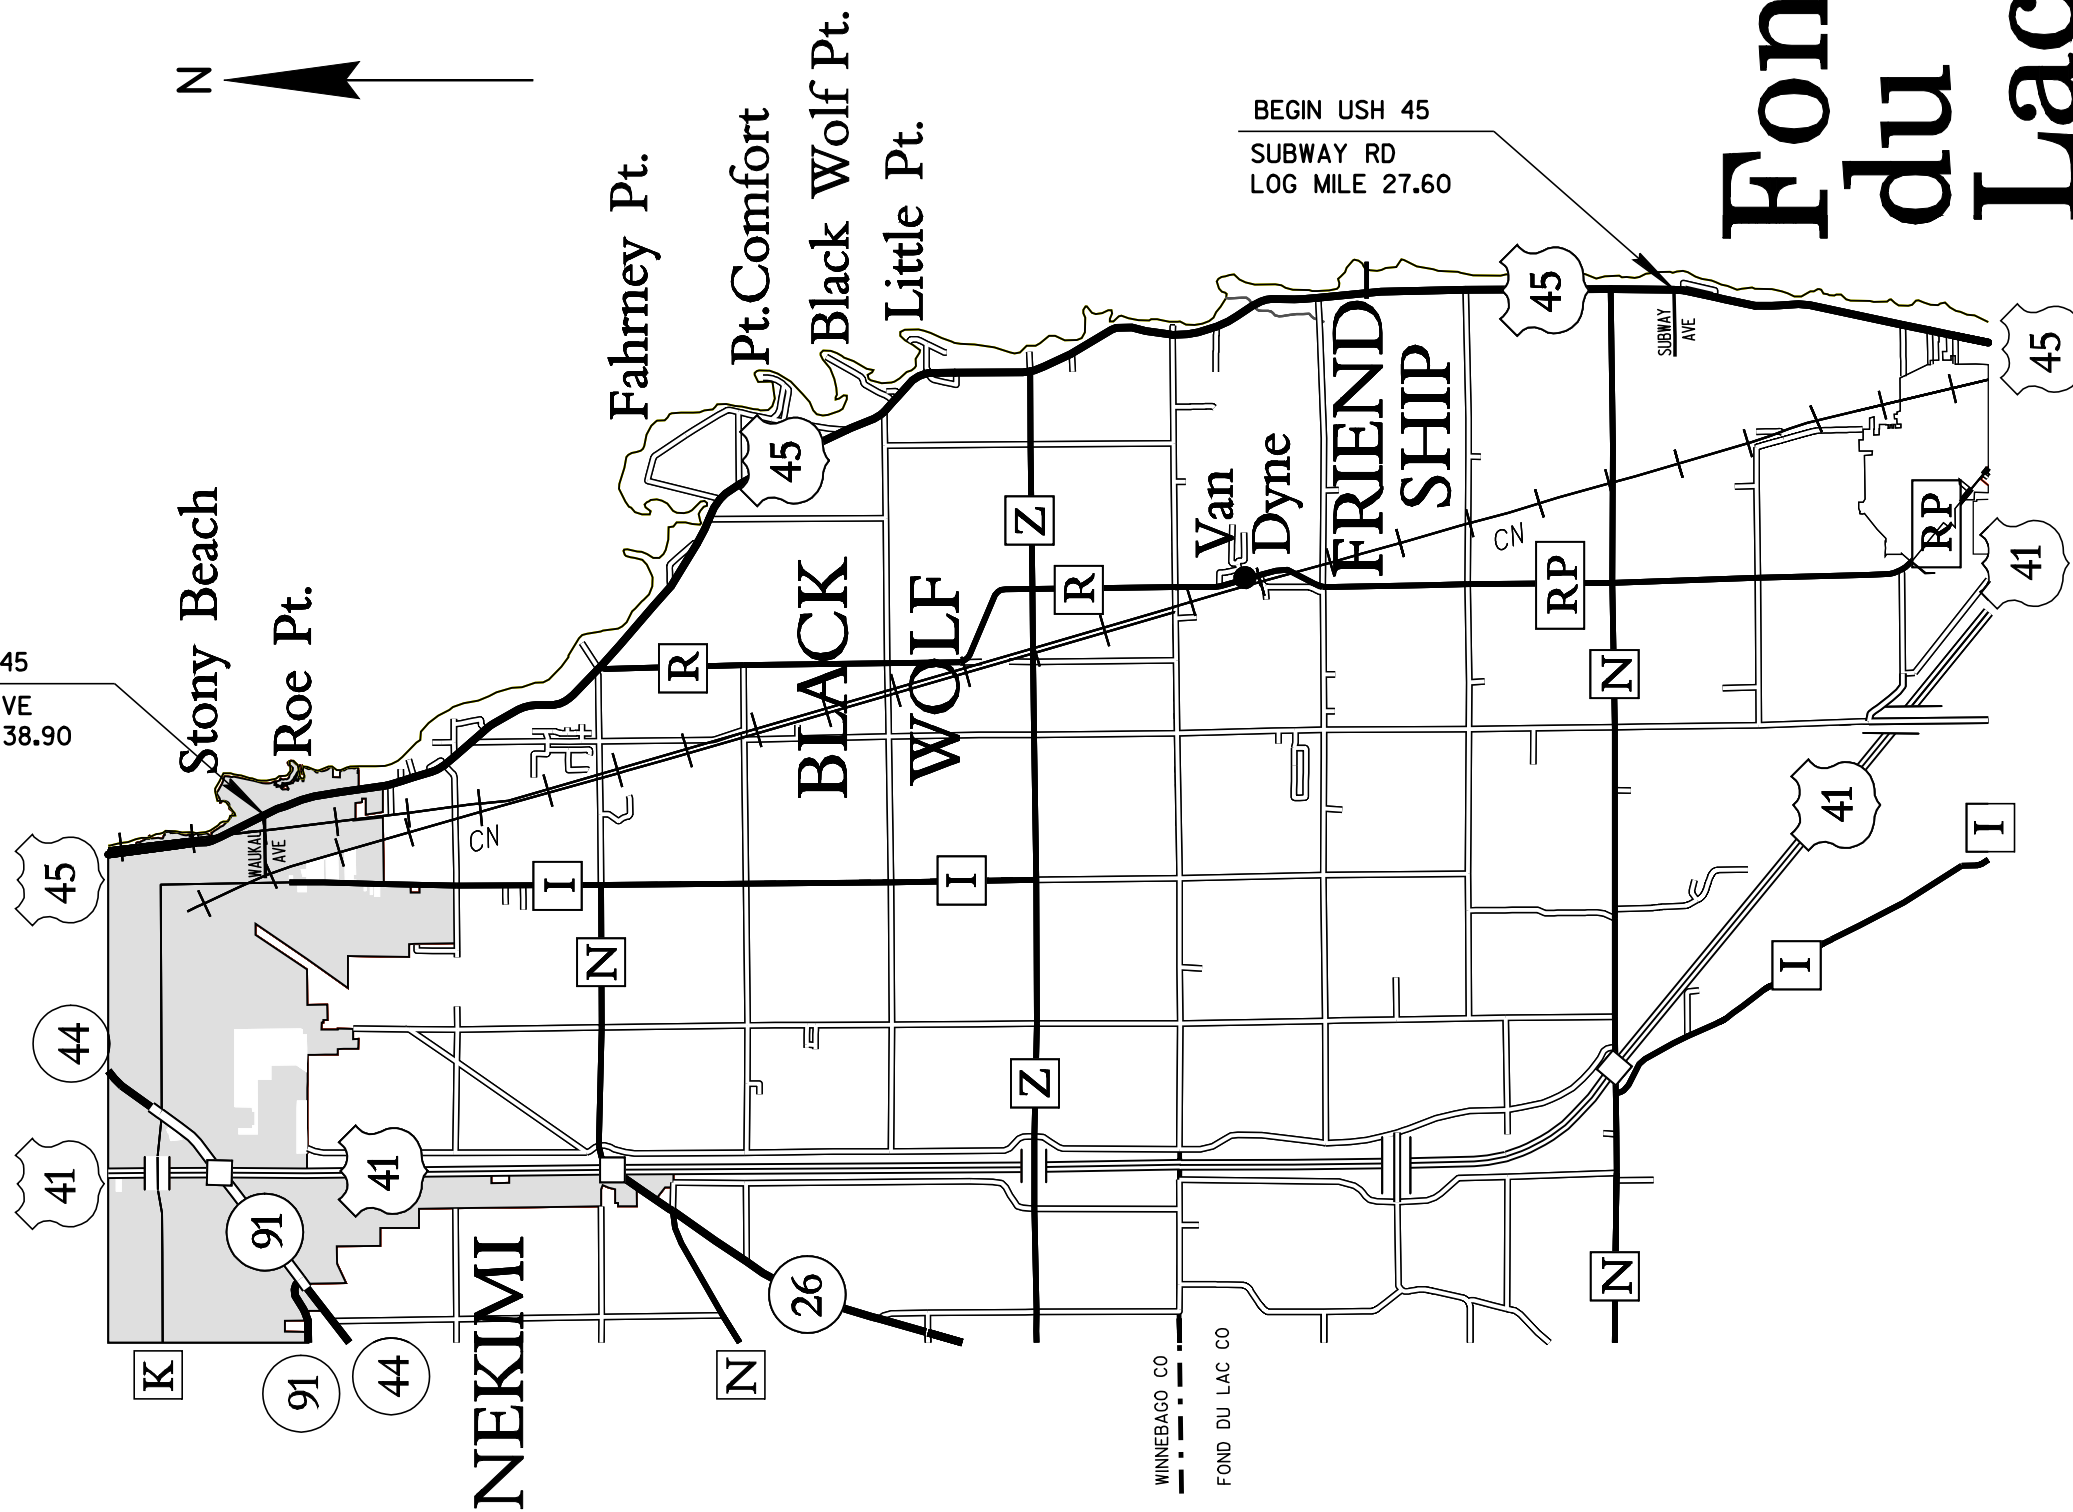 N
Fahrney Pt.
Pt.Comfort
Black Wolf Pt.
Little Pt.
BEGIN USH 45
SUBWAY RD
LOG MILE 27.60
Fon
du
Lac
45
VE
38.90
Stony Beach
Roe Pt.
45
WAUKAU
AVE
CN
44
41
41
91
K
91
44
NEKIMI
I
N
N
26
R
45
BLACK
WOLF
I
Z
Z
R
Van
Dyne
FRIEND
SHIP
CN
RP
45
SUBWAY
AVE
N
N
RP
45
41
41
I
I
WINNEBAGO CO
FOND DU LAC CO